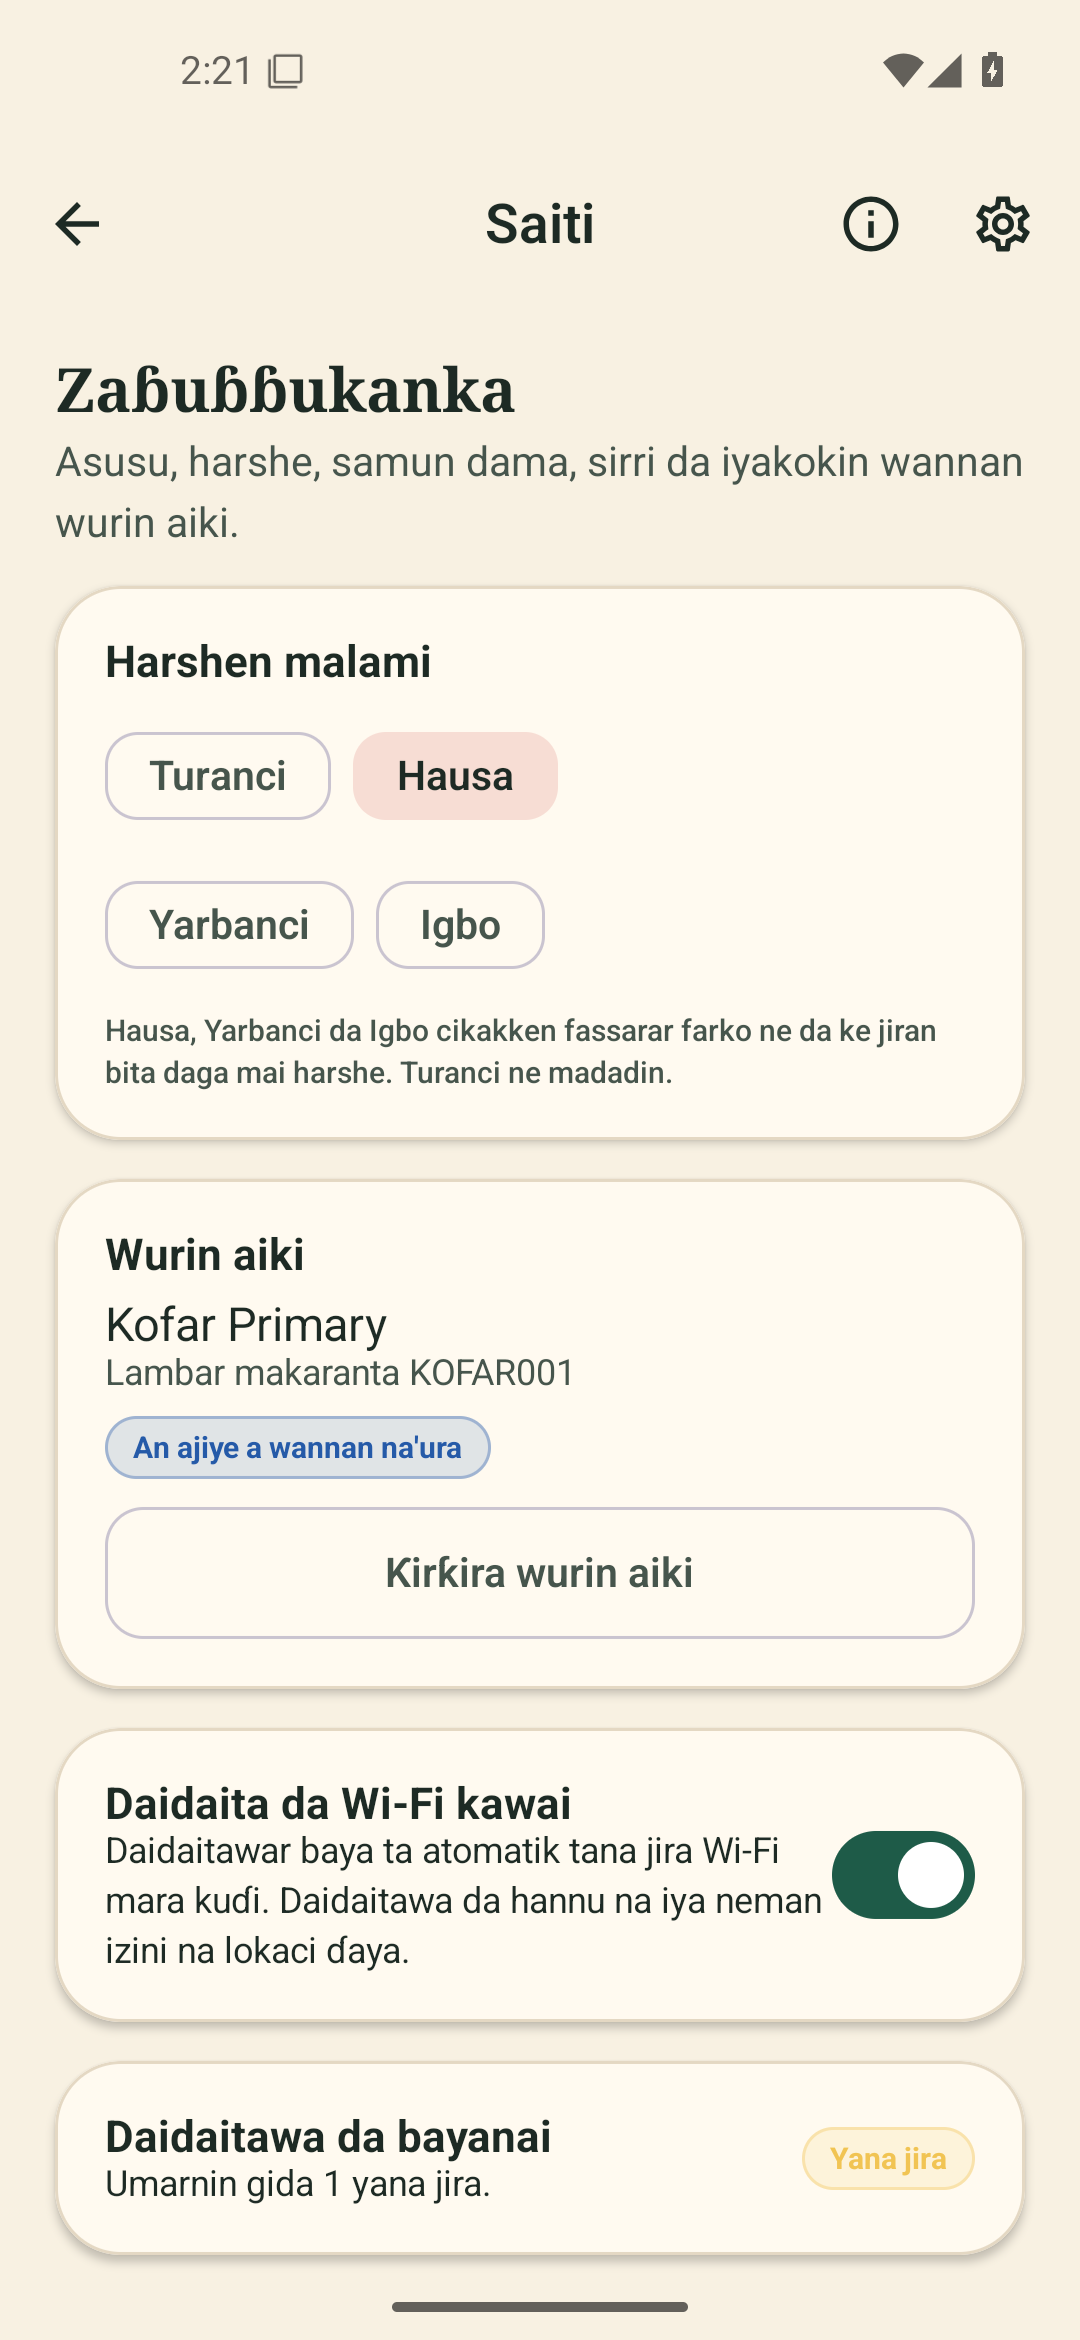 2:21
Saiti
Zaɓuɓɓukanka
Asusu, harshe, samun dama, sirri da iyakokin wannan
wurin aiki.
Harshen malami
Turanci
Hausa
Yarbanci
Igbo
Hausa, Yarbanci da Igbo cikakken fassarar farko ne da ke jiran
bita daga mai harshe. Turanci ne madadin.
Wurin aiki
Kofar Primary
Lambar makaranta KOFAR001
An ajiye a wannan na'ura
Ƙirƙira wurin aiki
Daidaita da Wi-Fi kawai
Daidaitawar baya ta atomatik tana jira Wi-Fi
mara kuɗi. Daidaitawa da hannu na iya neman
izini na lokaci ɗaya.
Daidaitawa da bayanai
Umarnin gida 1 yana jira.
Yana jira